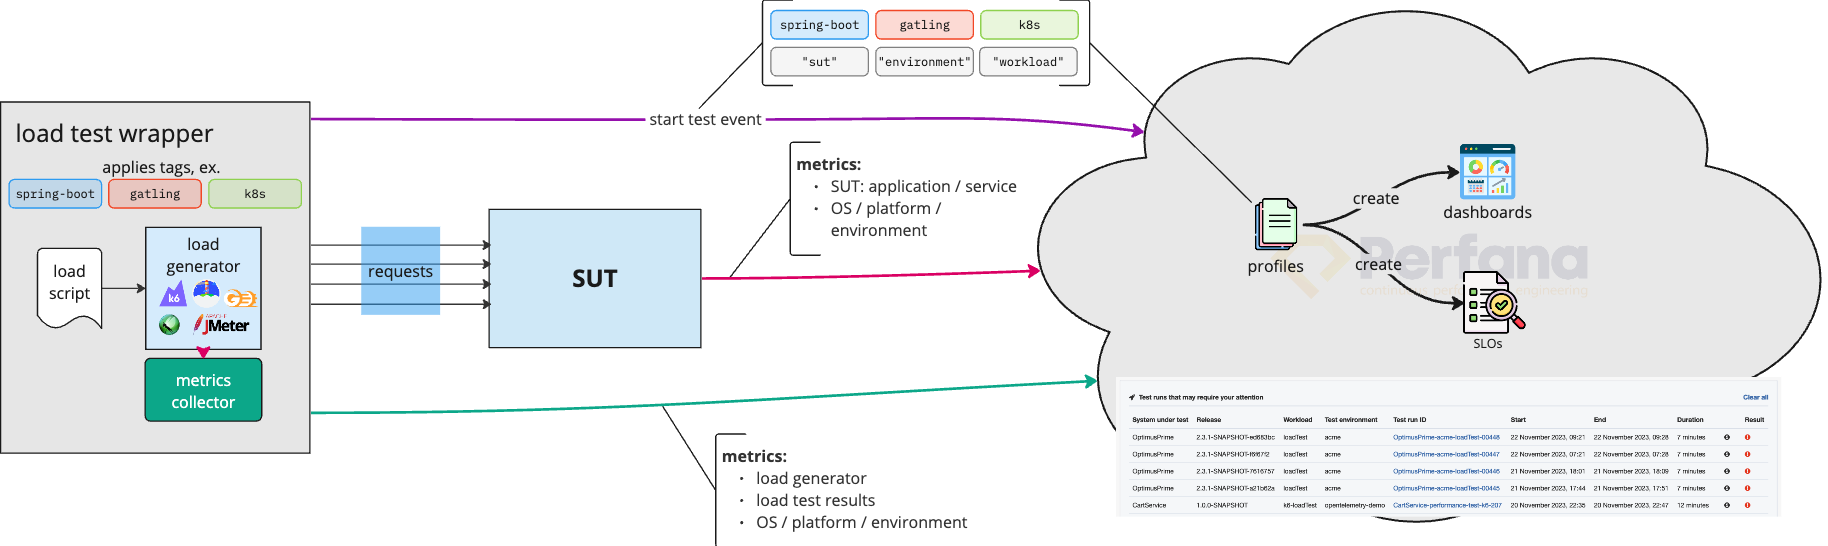 spring-boot gatling k8s
"sut" "environment" "workload"
start test event
load test wrapper
applies tags, ex.
spring-boot gatling k8s
load
script
load
generator
k6
APACHE
JMeter
metrics
collector
requests
SUT
metrics:
· SUT: application / service
· OS / platform /
environment
metrics:
· load generator
· load test results
· OS / platform / environment
profiles
create
create
dashboards
SLOs
Perfana
Test runs that may require your attention Clear all
System under test Release Workload Test environment Test run ID Start End Duration Result
OptimusPrime 2.3.1-SNAPSHOT-ed683bc loadTest acme OptimusPrime-acme-loadTest-00448 22 November 2023, 09:21 22 November 2023, 09:28 7 minutes
OptimusPrime 2.3.1-SNAPSHOT-f6f67f2 loadTest acme OptimusPrime-acme-loadTest-00447 22 November 2023, 07:21 22 November 2023, 07:28 7 minutes
OptimusPrime 2.3.1-SNAPSHOT-7616757 loadTest acme OptimusPrime-acme-loadTest-00446 21 November 2023, 18:01 21 November 2023, 18:09 7 minutes
OptimusPrime 2.3.1-SNAPSHOT-a21b62a loadTest acme OptimusPrime-acme-loadTest-00445 21 November 2023, 17:44 21 November 2023, 17:51 7 minutes
CartService 1.0.0-SNAPSHOT k6-loadTest opentelemetry-demo CartService-performance-test-k6-207 20 November 2023, 22:35 20 November 2023, 22:47 12 minutes